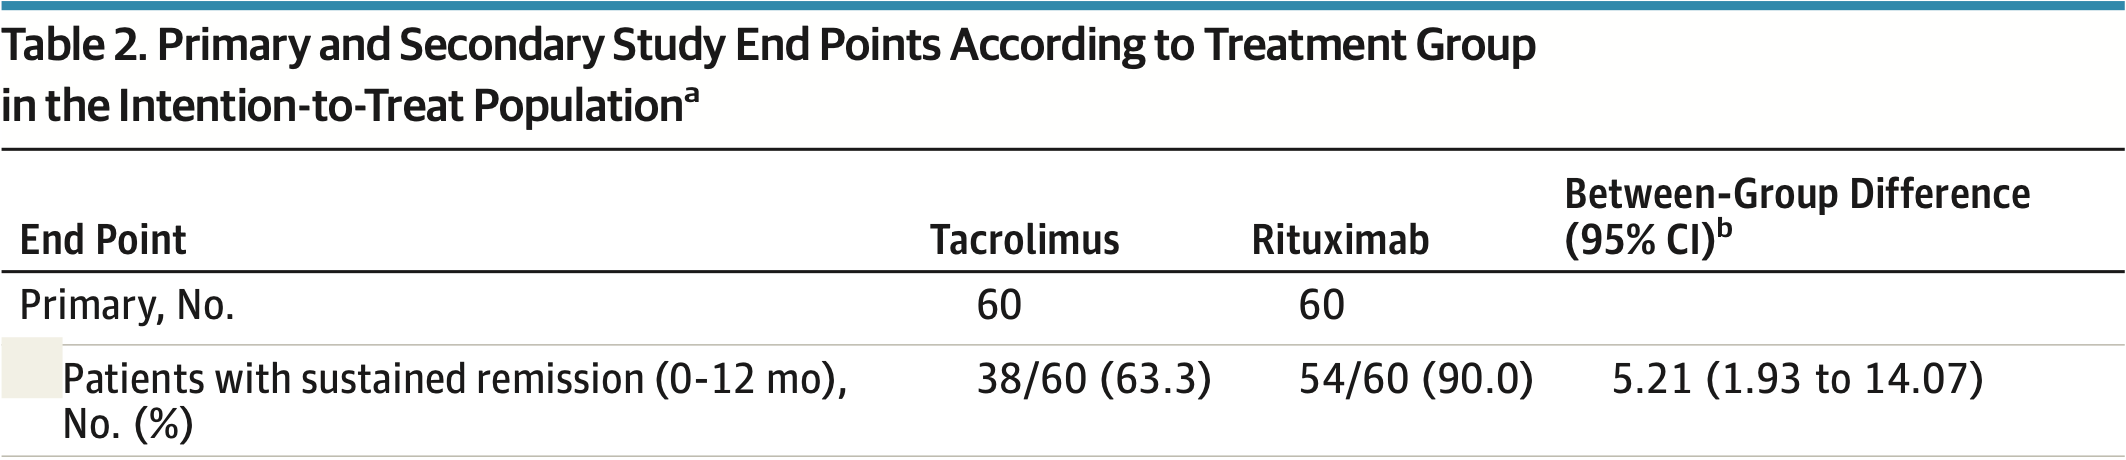 Table 2. Primary and Secondary Study End Points According to Treatment Group
in the Intention-to-Treat Populationᵃ
Between-Group Difference
End Point Tacrolimus Rituximab (95% CI)ᵇ
Primary, No. 60 60
Patients with sustained remission (0-12 mo), 38/60 (63.3) 54/60 (90.0) 5.21 (1.93 to 14.07)
No. (%)